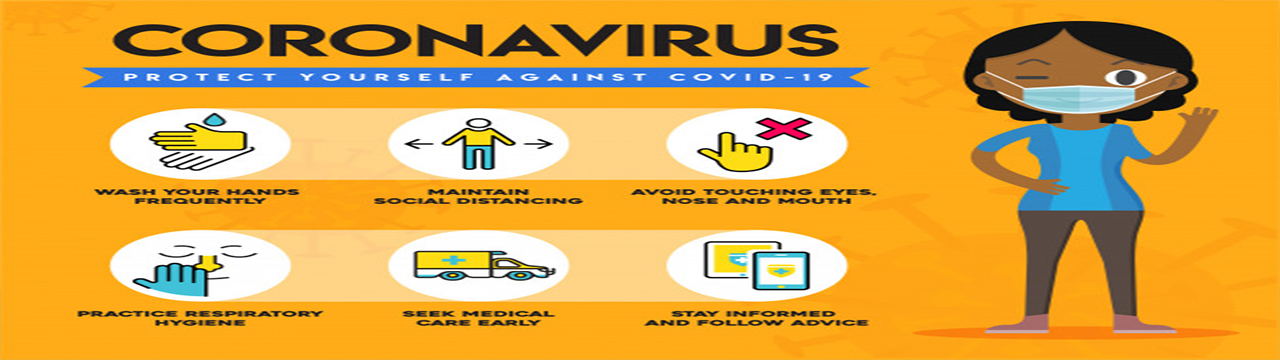 CORONAVIRUS
PROTECT YOURSELF AGAINST COVID-19
WASH YOUR HANDS
FREQUENTLY
MAINTAIN
SOCIAL DISTANCING
AVOID TOUCHING EYES,
NOSE AND MOUTH
PRACTICE RESPIRATORY
HYGIENE
SEEK MEDICAL
CARE EARLY
STAY INFORMED
AND FOLLOW ADVICE